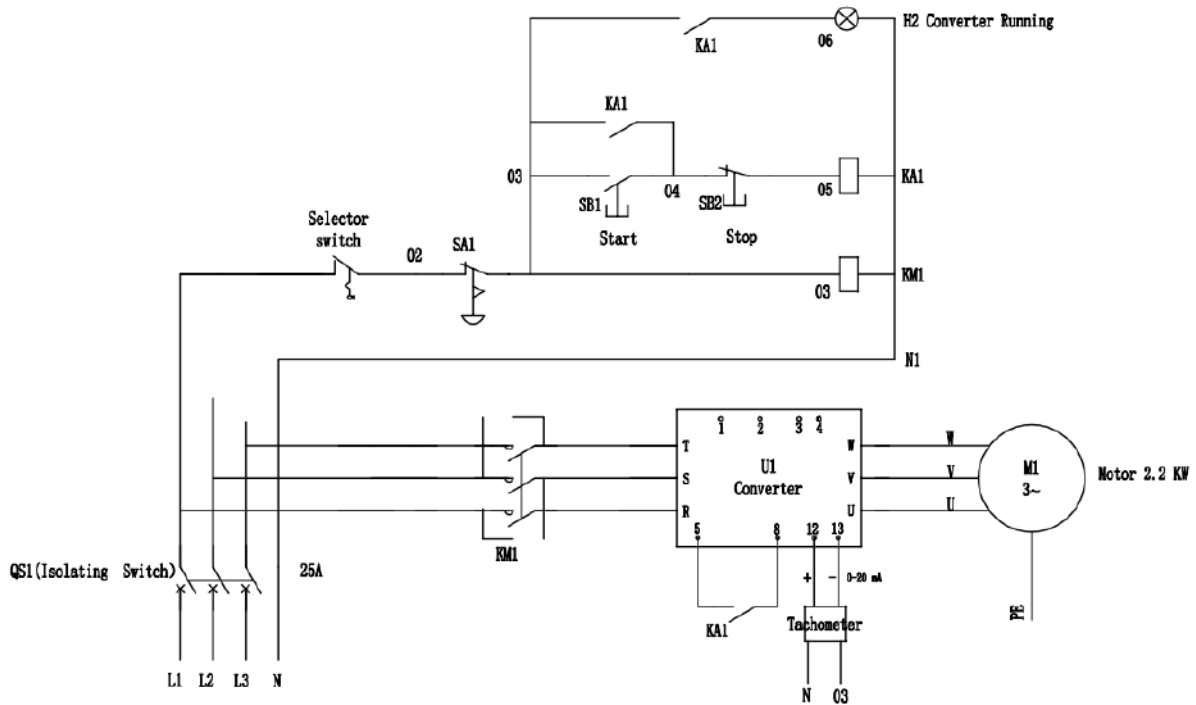 H2 Converter Running
KA1
06
KA1
03
SB1
04
SB2
05
KA1
Start
Stop
Selector
switch
02
SA1
03
KM1
N1
1
2
3
4
T
W
W
U1
Converter
S
V
V
M1
3~
Motor 2.2 KW
R
U
U
5
8
12
13
KM1
QS1(Isolating Switch)
25A
+
-
0-20 mA
KA1
Tachometer
PE
L1
L2
L3
N
N
03